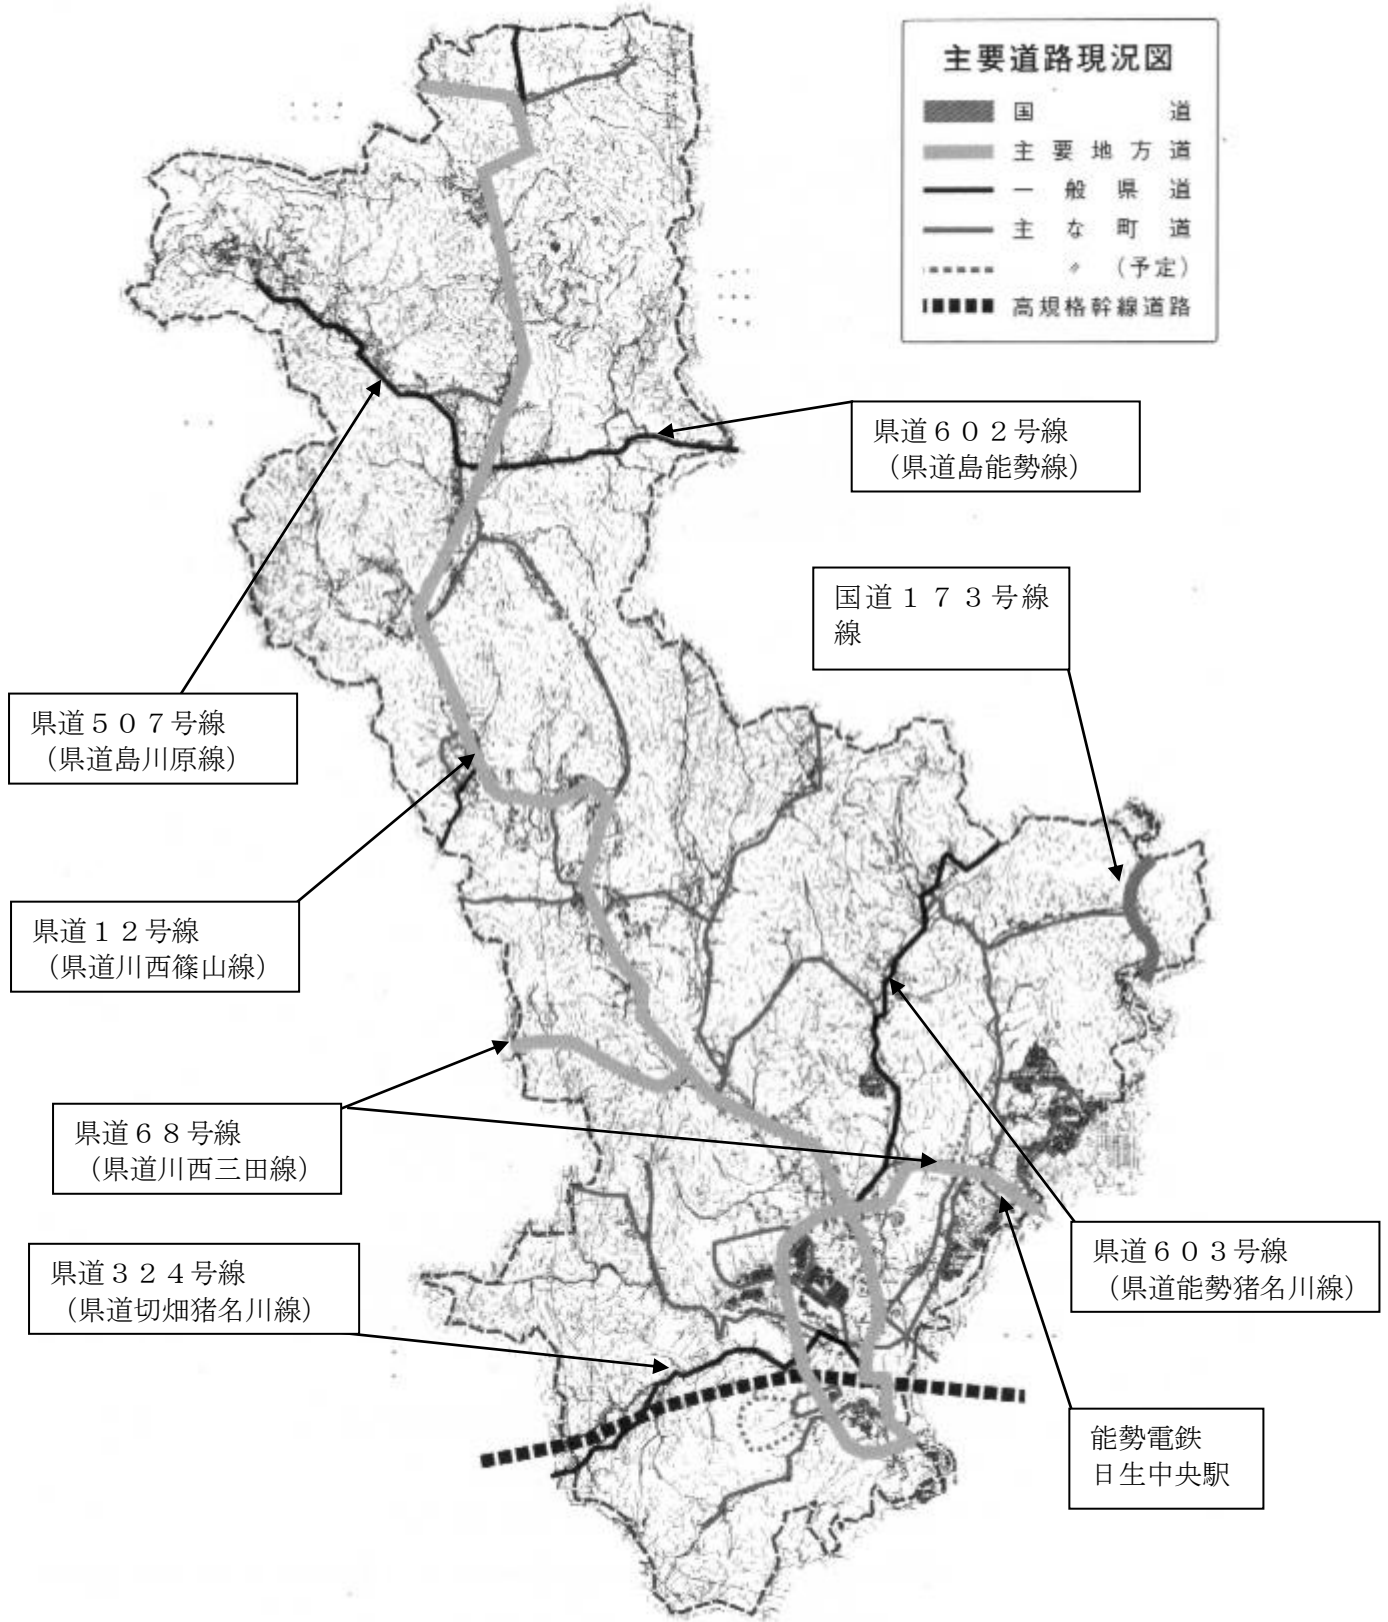 主要道路現況図
国道
主要地方道
一般県道
主な町道
〃（予定）
高規格幹線道路
県道６０２号線
（県道島能勢線）
国道１７３号線
線
県道５０７号線
（県道島川原線）
県道１２号線
（県道川西篠山線）
県道６８号線
（県道川西三田線）
県道６０３号線
（県道能勢猪名川線）
県道３２４号線
（県道切畑猪名川線）
能勢電鉄
日生中央駅